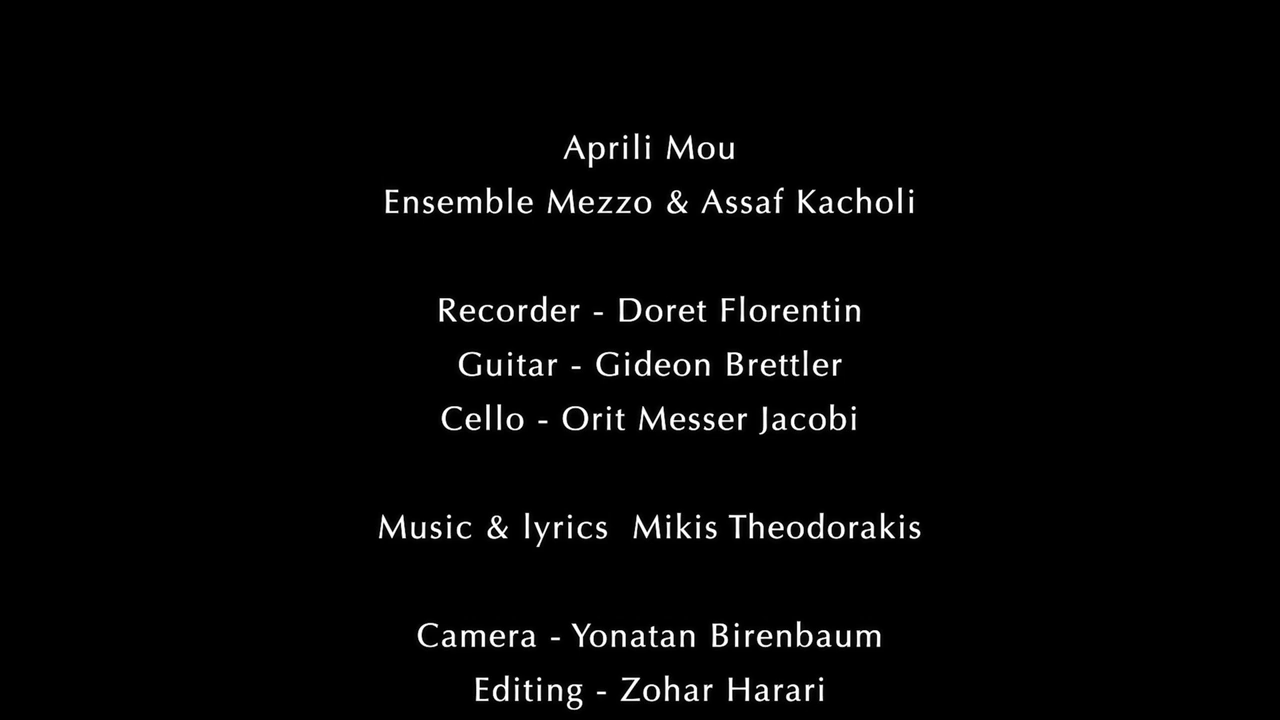 Aprili Mou
Ensemble Mezzo & Assaf Kacholi
Recorder - Doret Florentin
Guitar - Gideon Brettler
Cello - Orit Messer Jacobi
Music & lyrics  Mikis Theodorakis
Camera - Yonatan Birenbaum
Editing - Zohar Harari